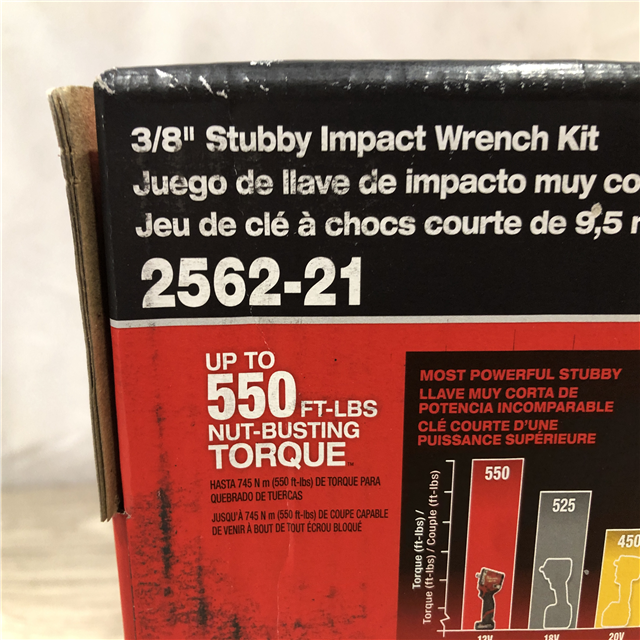 3/8" Stubby Impact Wrench Kit
Juego de llave de impacto muy co
Jeu de clé à chocs courte de 9,5
2562-21
UP TO
550 FT-LBS
NUT-BUSTING
TORQUE™
HASTA 745 N m (550 ft-lbs) DE TORQUE PARA
QUEBRADO DE TUERCAS
JUSQU'À 745 N m (550 ft-lbs) DE COUPE CAPABLE
DE VENIR À BOUT DE TOUT ÉCROU BLOQUÉ
MOST POWERFUL STUBBY
LLAVE MUY CORTA DE
POTENCIA INCOMPARABLE
CLÉ COURTE D'UNE
PUISSANCE SUPÉRIEURE
Torque (ft-lbs) /
Torque (ft-lbs) / Couple (ft-lbs)
550
525
450
12V
18V
20V